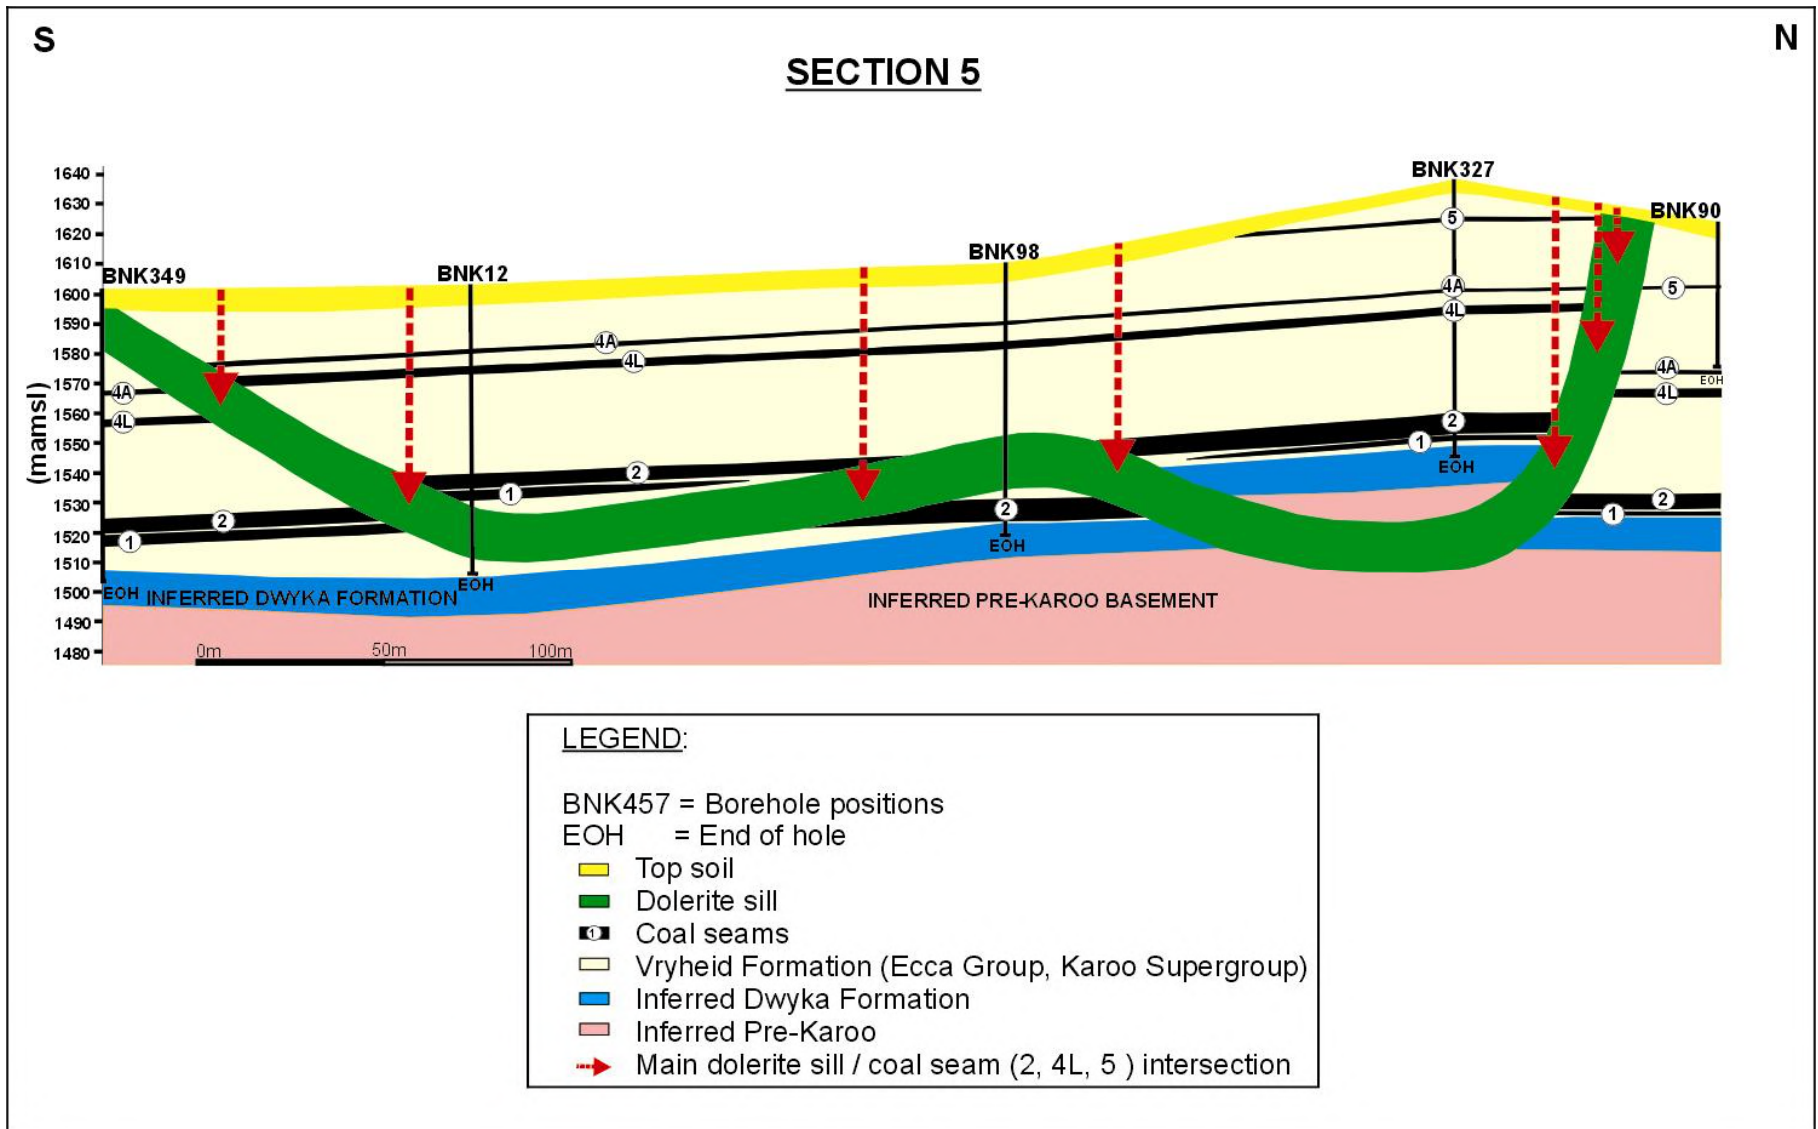 S
N
SECTION 5
1640
1630
1620
1610
1600
1590
1580
1570
1560
1550
1540
1530
1520
1510
1500
1490
1480
(mamsl)
BNK349
BNK12
BNK98
BNK327
BNK90
5
4A
4L
2
1
EOH
5
4A
EOH
4L
2
1
4A
4L
4A
4L
2
1
2
1
2
EOH
EOH
EOH
INFERRED DWYKA FORMATION
EOH
INFERRED PRE-KAROO BASEMENT
0m 50m 100m
LEGEND:
BNK457 = Borehole positions
EOH = End of hole
Top soil
Dolerite sill
1 Coal seams
Vryheid Formation (Ecca Group, Karoo Supergroup)
Inferred Dwyka Formation
Inferred Pre-Karoo
Main dolerite sill / coal seam (2, 4L, 5 ) intersection